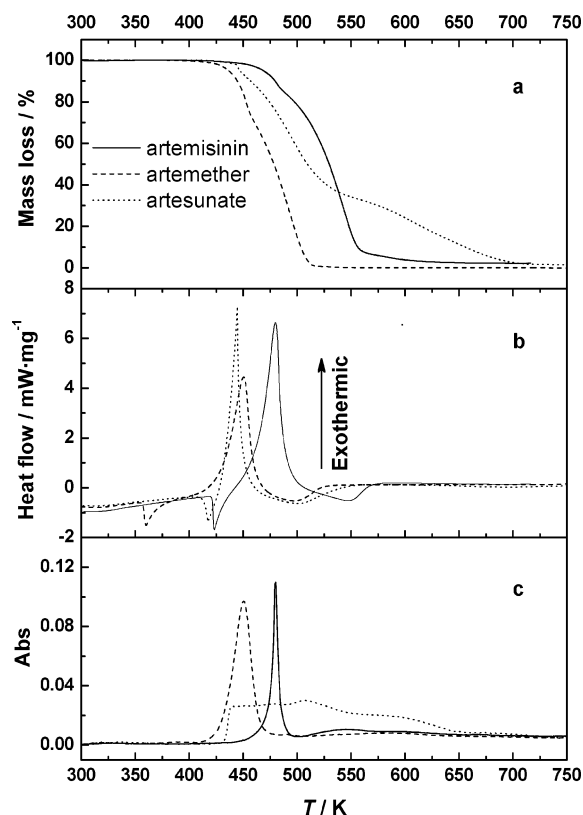 300 350 400 450 500 550 600 650 700 750
100
80
60
40
20
0
Mass loss / %
a
artemisinin
artemether
artesunate
8
6
4
2
0
-2
Heat flow / mW·mg⁻¹
b
Exothermic
0.12
0.08
0.04
0.00
Abs
c
300 350 400 450 500 550 600 650 700 750
T / K